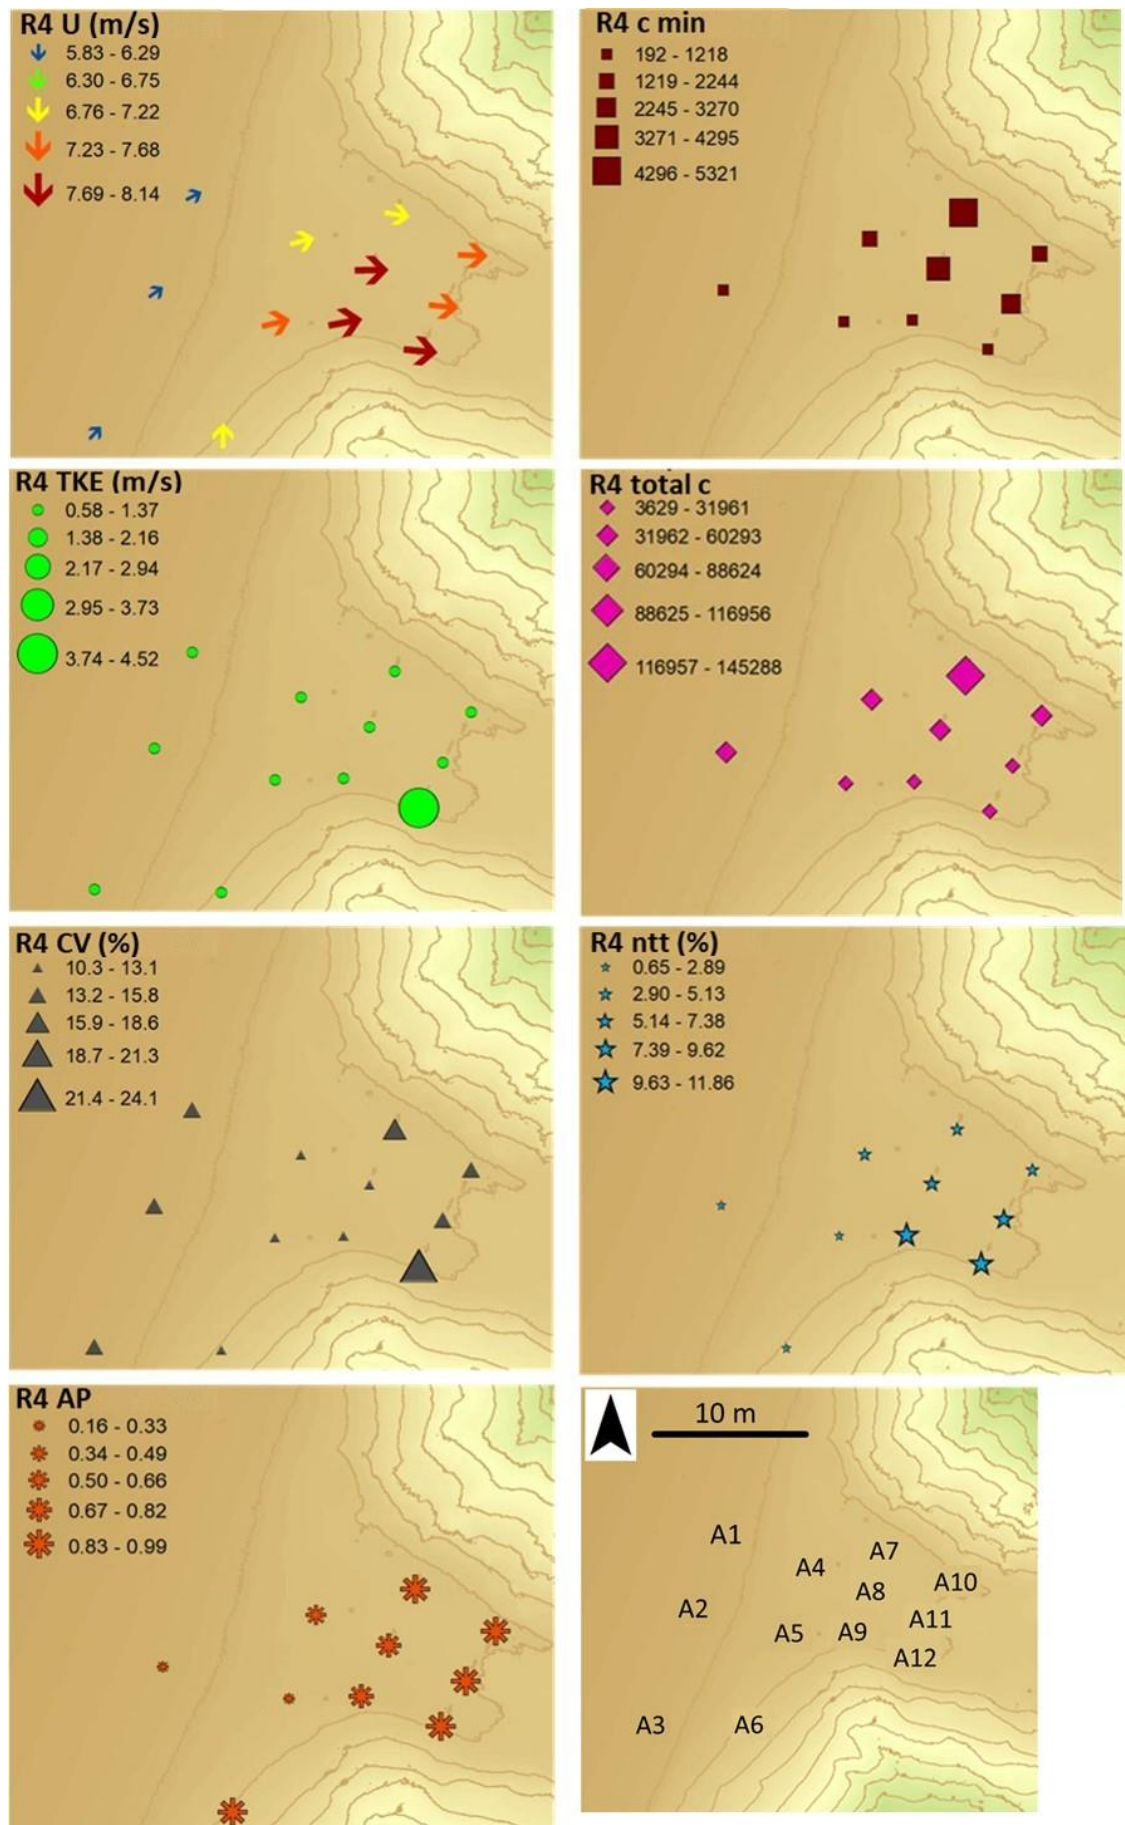 R4 U (m/s)
5.83 - 6.29
6.30 - 6.75
6.76 - 7.22
7.23 - 7.68
7.69 - 8.14
R4 c min
192 - 1218
1219 - 2244
2245 - 3270
3271 - 4295
4296 - 5321
R4 TKE (m/s)
0.58 - 1.37
1.38 - 2.16
2.17 - 2.94
2.95 - 3.73
3.74 - 4.52
R4 total c
3629 - 31961
31962 - 60293
60294 - 88624
88625 - 116956
116957 - 145288
R4 CV (%)
10.3 - 13.1
13.2 - 15.8
15.9 - 18.6
18.7 - 21.3
21.4 - 24.1
R4 ntt (%)
0.65 - 2.89
2.90 - 5.13
5.14 - 7.38
7.39 - 9.62
9.63 - 11.86
R4 AP
0.16 - 0.33
0.34 - 0.49
0.50 - 0.66
0.67 - 0.82
0.83 - 0.99
10 m
A1
A7
A4
A10
A8
A2
A11
A5 A9
A12
A3 A6